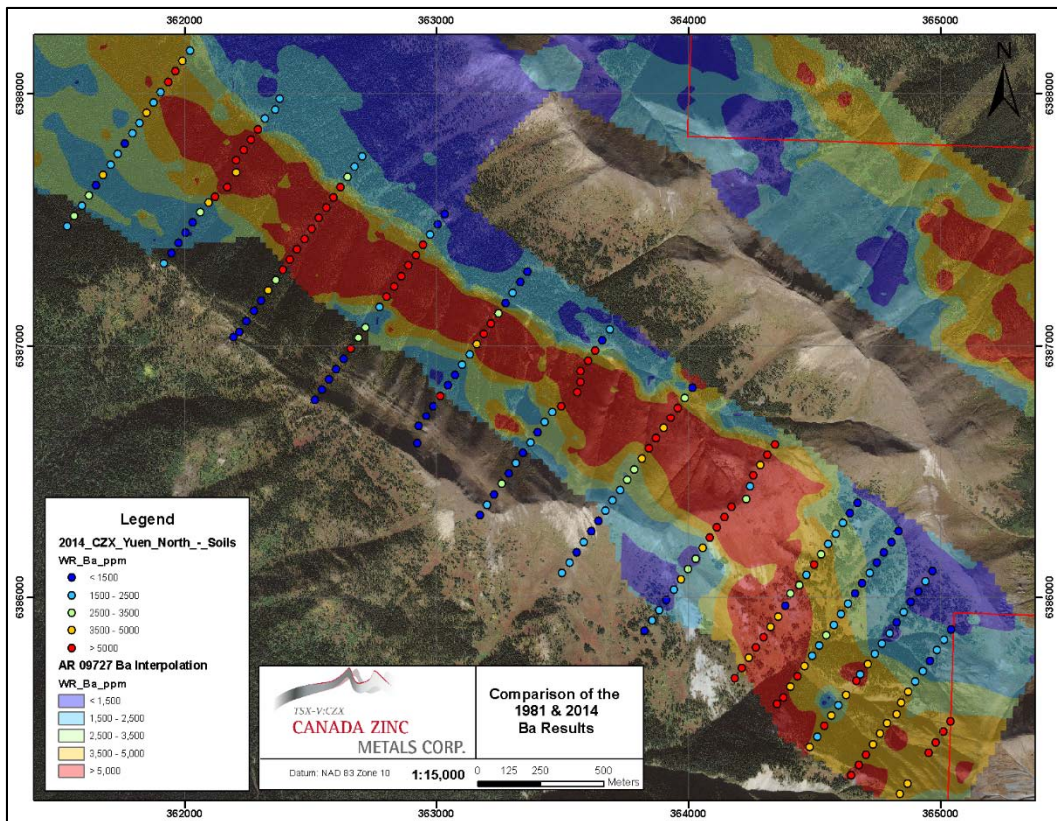 362000 363000 364000 365000
6388000 6388000
N
6387000 6387000
6386000 6386000
Legend
2014_CZX_Yuen_North_-_Soils
WR_Ba_ppm
< 1500
1500 - 2500
2500 - 3500
3500 - 5000
> 5000
AR 09727 Ba Interpolation
WR_Ba_ppm
< 1,500
1,500 - 2,500
2,500 - 3,500
3,500 - 5,000
> 5,000
TSX-V:CZX
CANADA ZINC
METALS CORP.
Comparison of the
1981 & 2014
Ba Results
Datum: NAD 83 Zone 10 1:15,000 0 125 250 500
Meters
362000 363000 364000 365000